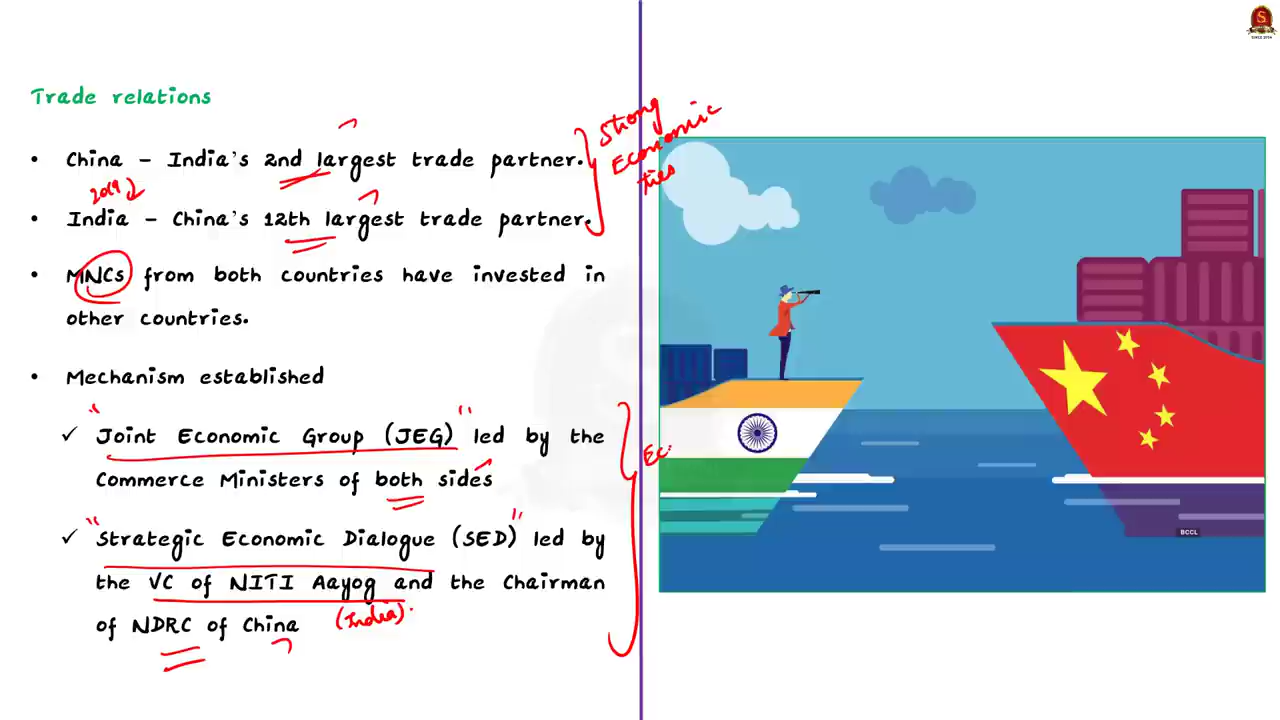 Trade relations
• China - India's 2nd largest trade partner.
2019
• India - China's 12th largest trade partner.
Strong
Economic
ties
• MNCs from both countries have invested in
other countries.
• Mechanism established
✓ "Joint Economic Group (JEG)" led by the
Commerce Ministers of both sides
Ec
✓ "Strategic Economic Dialogue (SED)" led by
the VC of NITI Aayog and the Chairman
(India)
of NDRC of China
S
BCCL